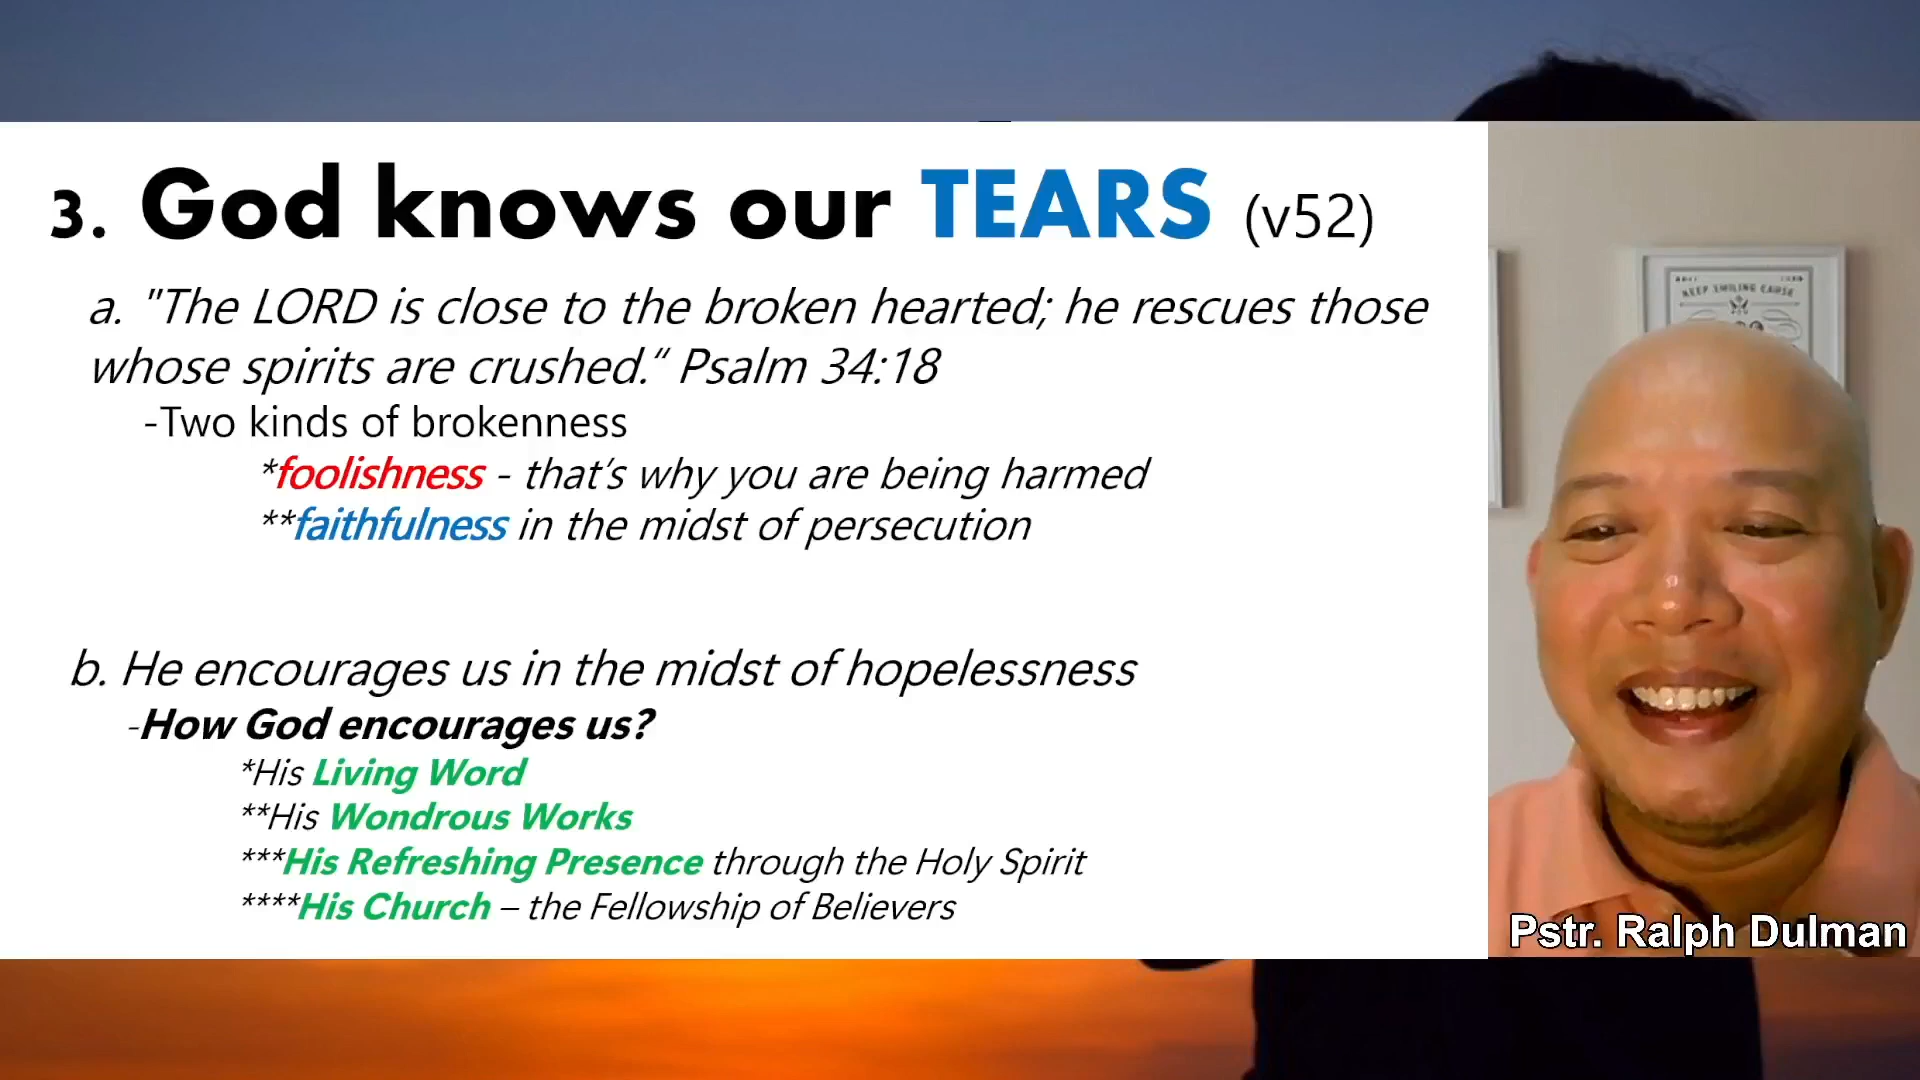 3. God knows our TEARS (v52)
a. "The LORD is close to the broken hearted; he rescues those
whose spirits are crushed.“ Psalm 34:18
-Two kinds of brokenness
*foolishness - that’s why you are being harmed
**faithfulness in the midst of persecution
b. He encourages us in the midst of hopelessness
-How God encourages us?
*His Living Word
**His Wondrous Works
***His Refreshing Presence through the Holy Spirit
****His Church – the Fellowship of Believers
KEEP SMILING CAUSE
Pstr. Ralph Dulman